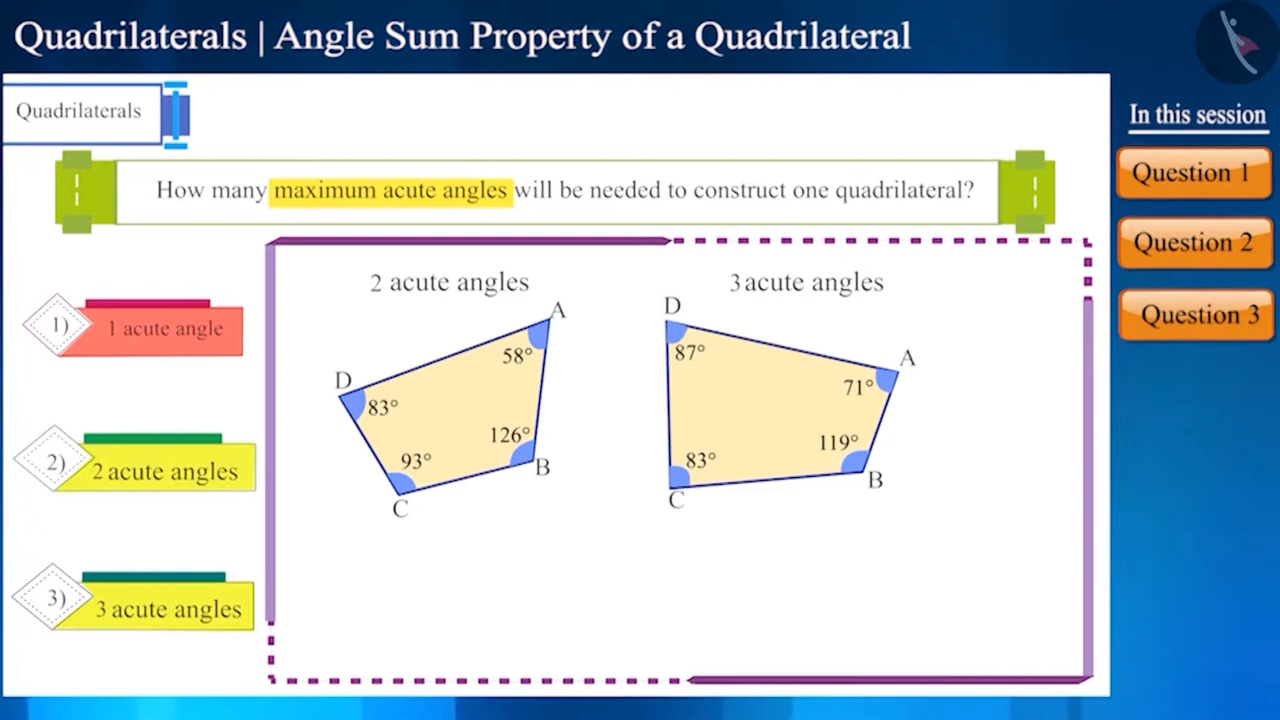 Quadrilaterals | Angle Sum Property of a Quadrilateral
Quadrilaterals
How many maximum acute angles will be needed to construct one quadrilateral?
1) 1 acute angle
2) 2 acute angles
3) 3 acute angles
2 acute angles
A
58°
D
83°
126°
93°
B
C
3 acute angles
D
87°
A
71°
119°
83°
B
C
In this session
Question 1
Question 2
Question 3